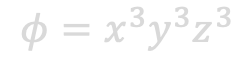 𝜙 = 𝑥³𝑦³𝑧³